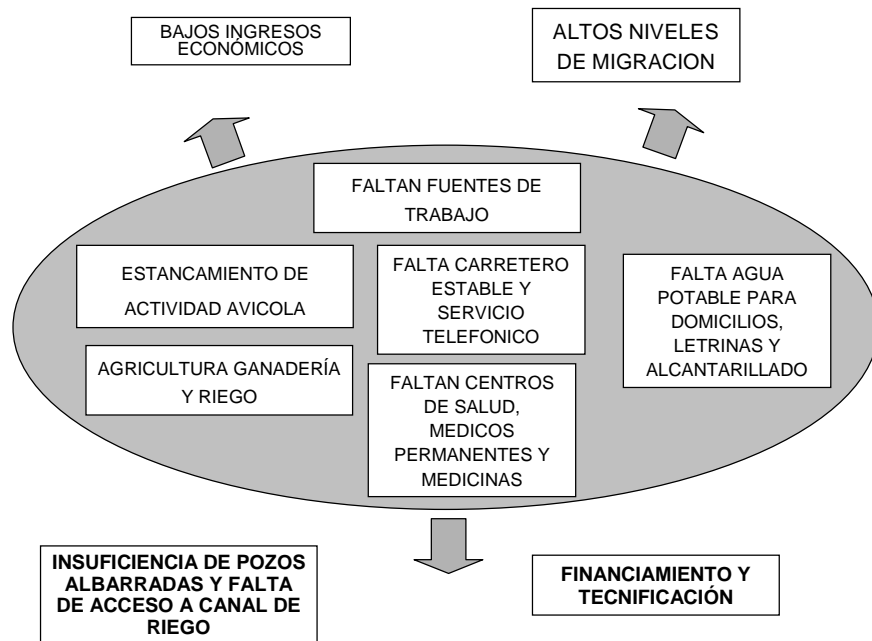 BAJOS INGRESOS
ECONÓMICOS
ALTOS NIVELES
DE MIGRACION
FALTAN FUENTES DE
TRABAJO
ESTANCAMIENTO DE
ACTIVIDAD AVICOLA
FALTA CARRETERO
ESTABLE Y
SERVICIO
TELEFONICO
FALTA AGUA
POTABLE PARA
DOMICILIOS,
LETRINAS Y
ALCANTARILLADO
AGRICULTURA GANADERÍA
Y RIEGO
FALTAN CENTROS
DE SALUD,
MEDICOS
PERMANENTES Y
MEDICINAS
INSUFICIENCIA DE POZOS
ALBARRADAS Y FALTA
DE ACCESO A CANAL DE
RIEGO
FINANCIAMIENTO Y
TECNIFICACIÓN